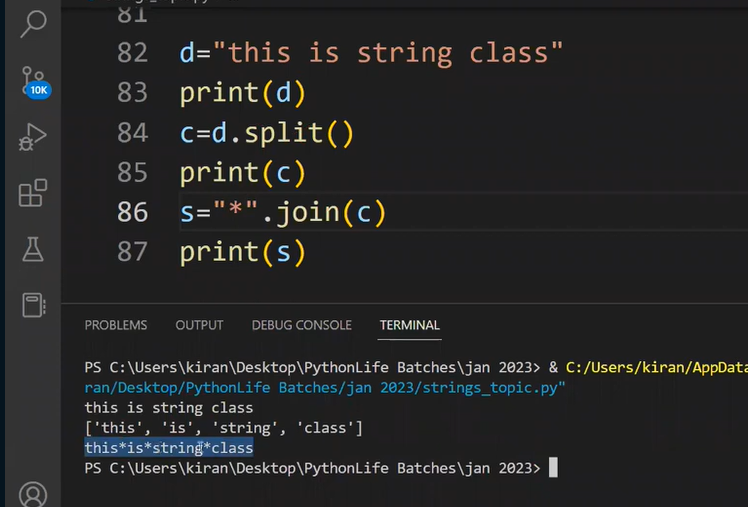 81
82 d="this is string class"
83 print(d)
84 c=d.split()
85 print(c)
86 s="*".join(c)
87 print(s)
10K
PROBLEMS OUTPUT DEBUG CONSOLE TERMINAL
PS C:\Users\kiran\Desktop\PythonLife Batches\jan 2023> & C:/Users/kiran/AppData
ran/Desktop/PythonLife Batches/jan 2023/strings_topic.py"
this is string class
['this', 'is', 'string', 'class']
this*is*string*class
PS C:\Users\kiran\Desktop\PythonLife Batches\jan 2023>